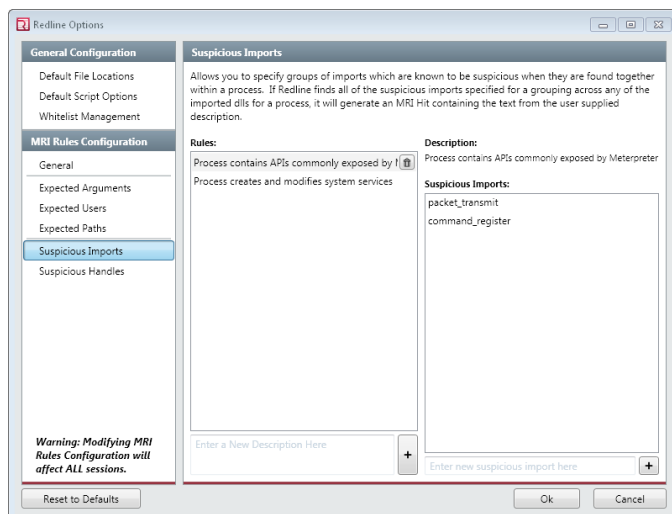 Redline Options
General Configuration
Default File Locations
Default Script Options
Whitelist Management
MRI Rules Configuration
General
Expected Arguments
Expected Users
Expected Paths
Suspicious Imports
Suspicious Handles
Warning: Modifying MRI
Rules Configuration will
affect ALL sessions.
Suspicious Imports
Allows you to specify groups of imports which are known to be suspicious when they are found together
within a process. If Redline finds all of the suspicious imports specified for a grouping across any of the
imported dlls for a process, it will generate an MRI Hit containing the text from the user supplied
description.
Rules:
Process contains APIs commonly exposed by
Process creates and modifies system services
Enter a New Description Here
+
Description:
Process contains APIs commonly exposed by Meterpreter
Suspicious Imports:
packet_transmit
command_register
Enter new suspicious import here
+
Reset to Defaults
Ok
Cancel